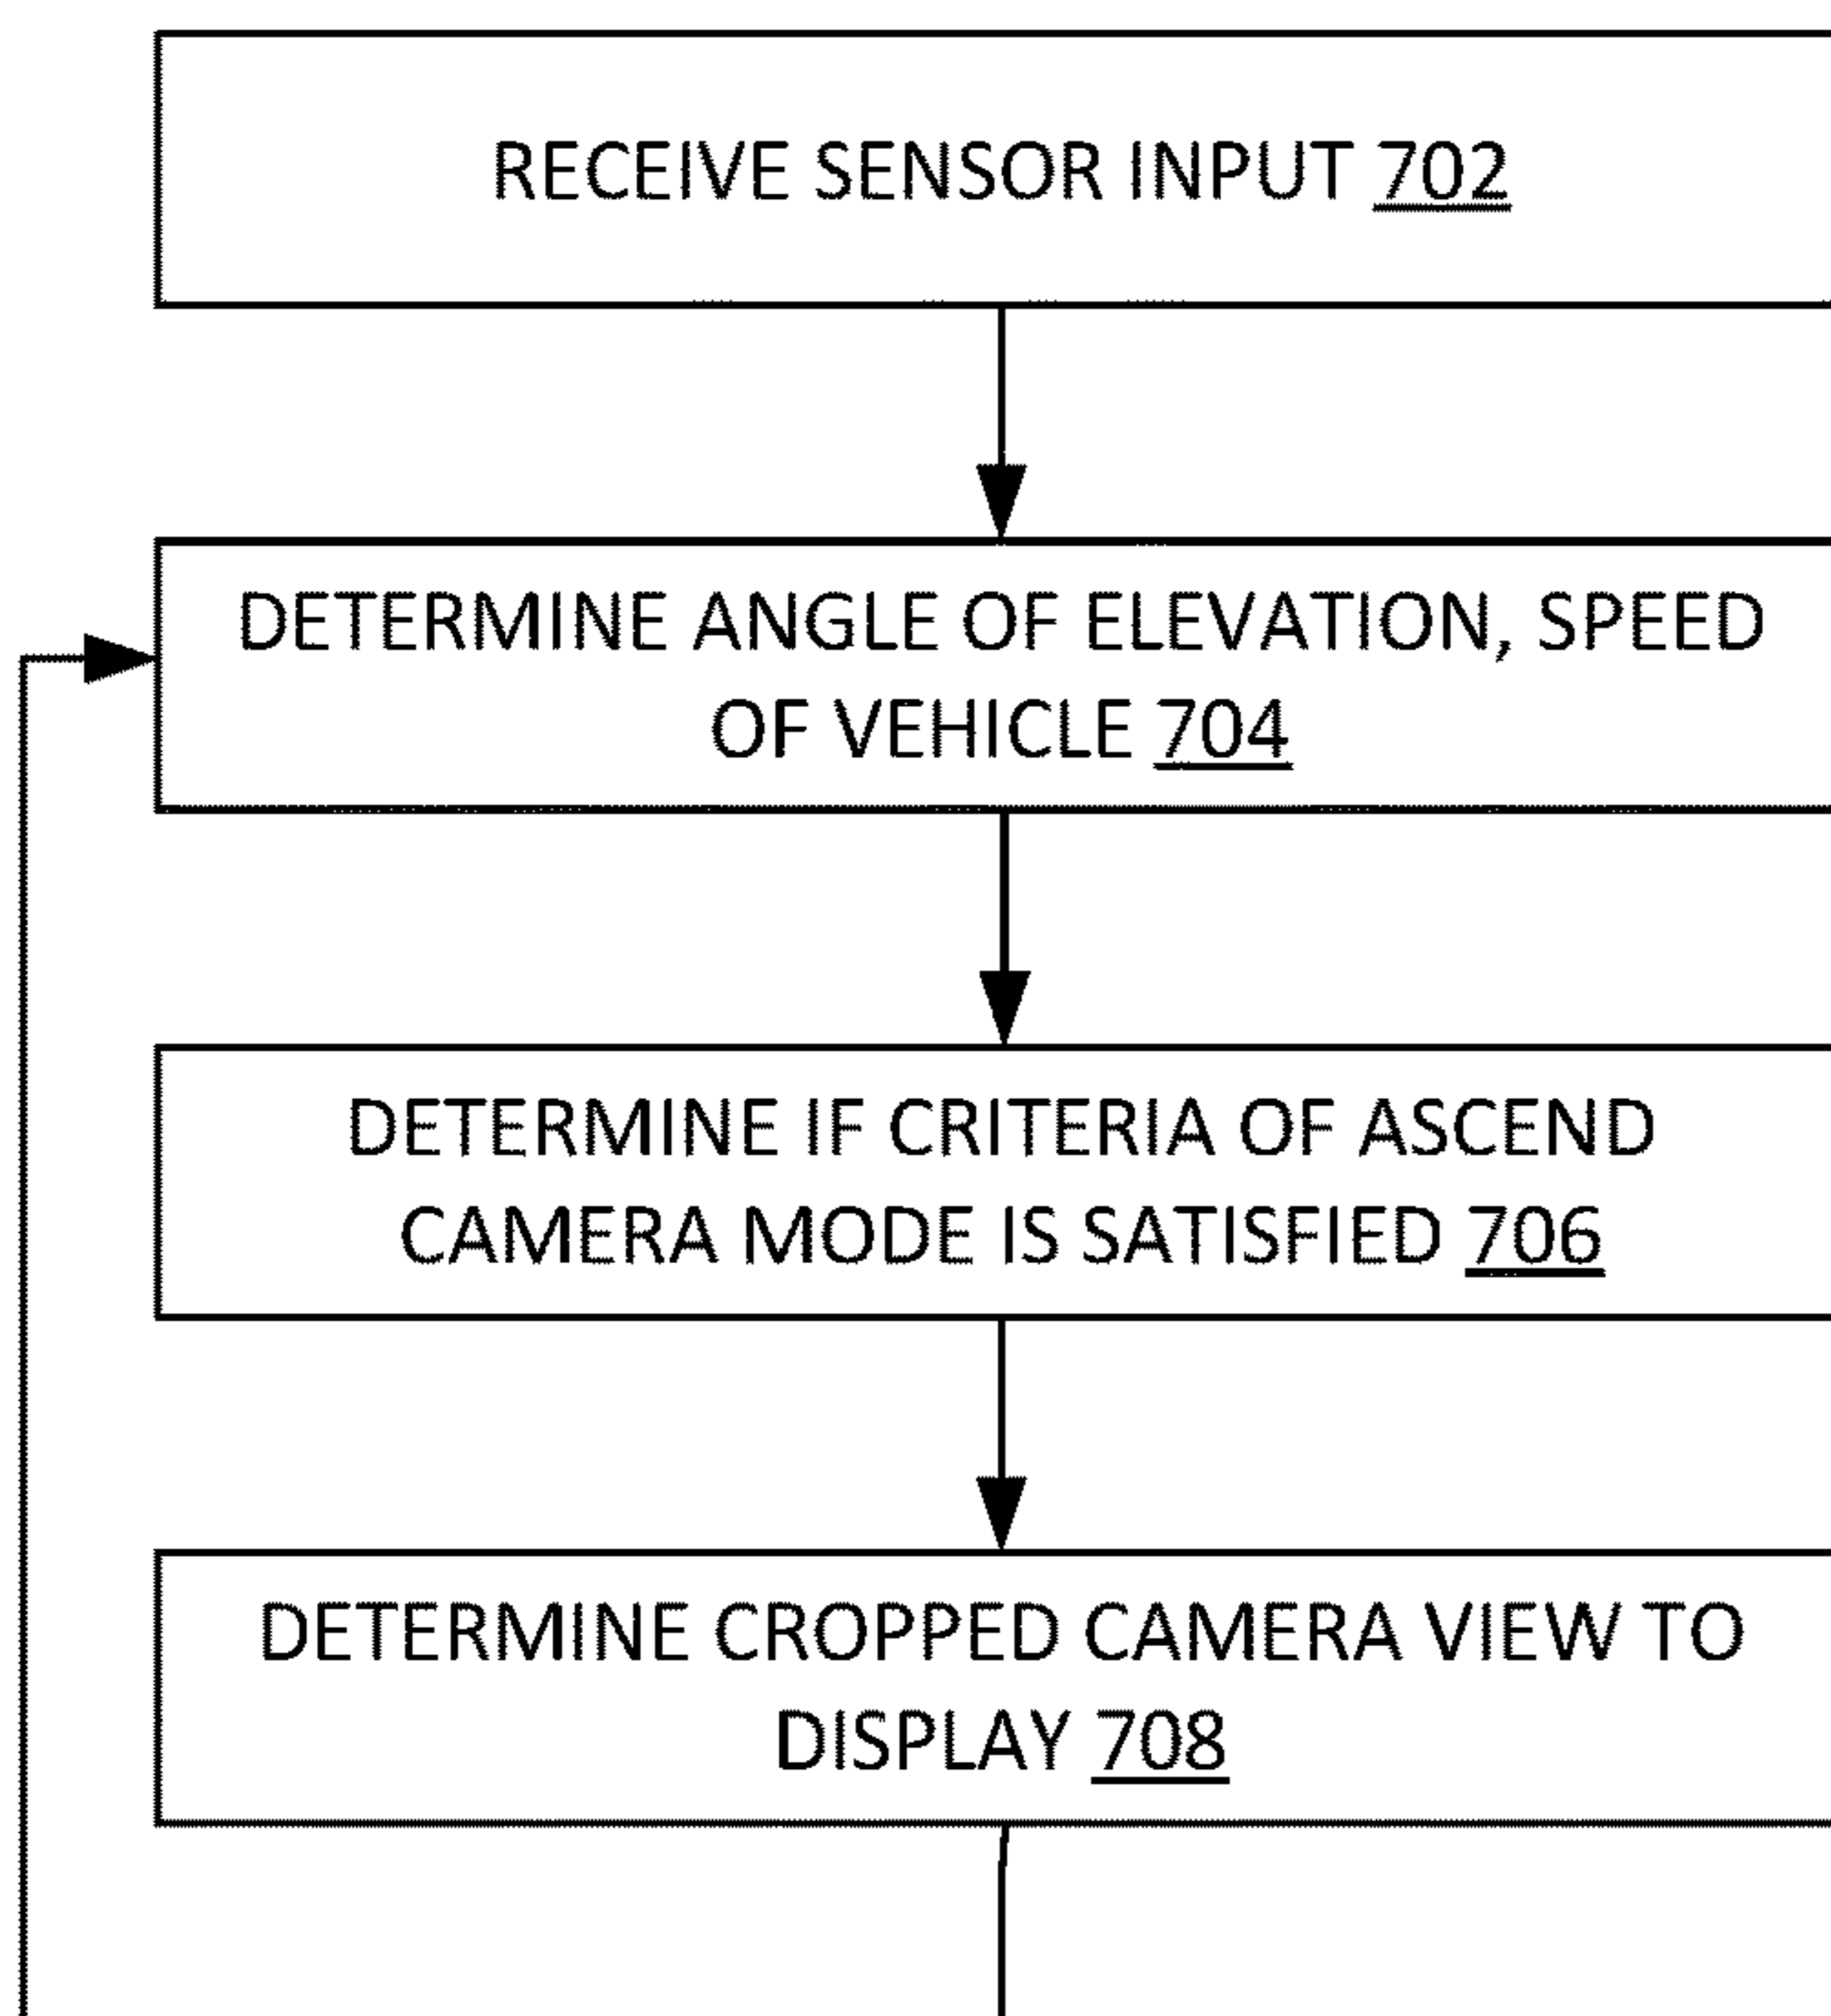 RECEIVE SENSOR INPUT 702
DETERMINE ANGLE OF ELEVATION, SPEED
OF VEHICLE 704
DETERMINE IF CRITERIA OF ASCEND
CAMERA MODE IS SATISFIED 706
DETERMINE CROPPED CAMERA VIEW TO
DISPLAY 708